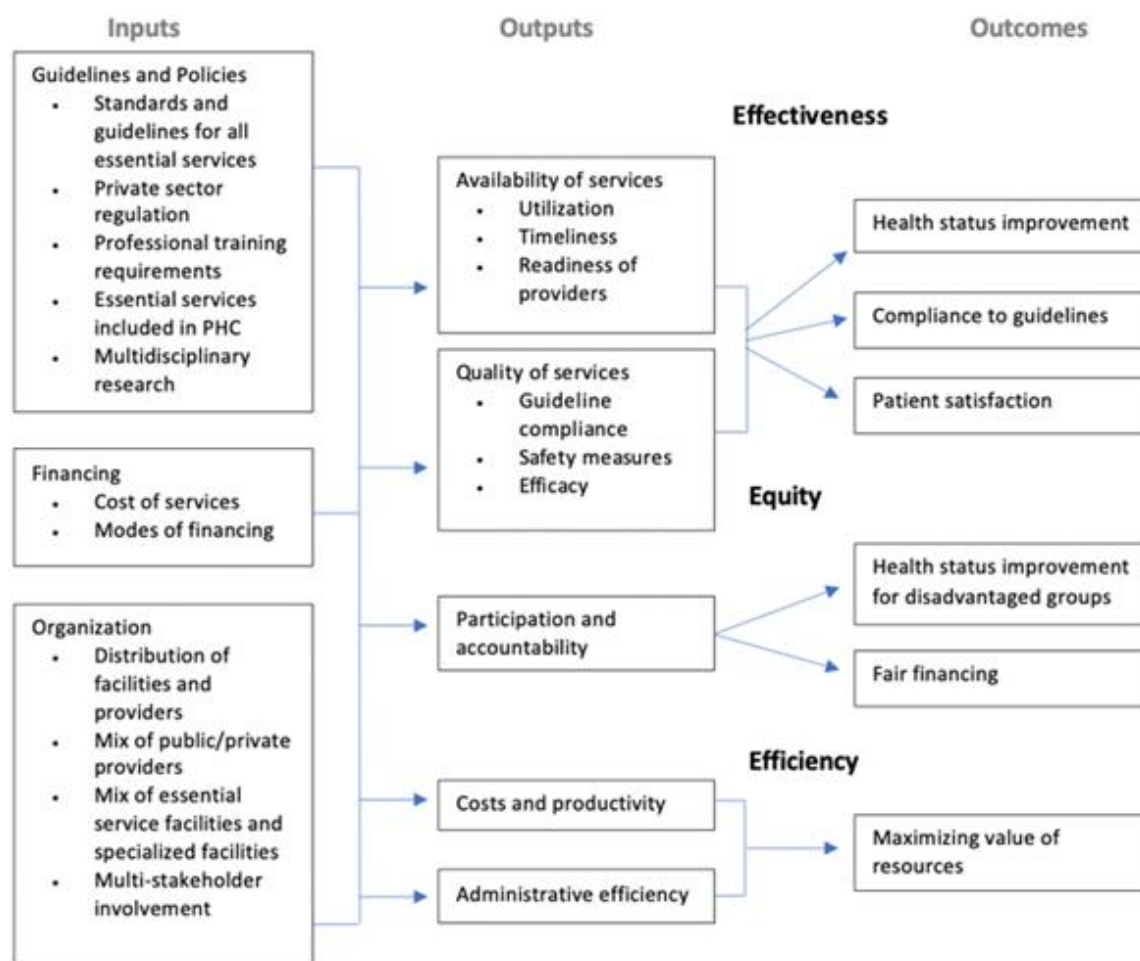 Inputs
Outputs
Outcomes
Guidelines and Policies
• Standards and
guidelines for all
essential services
• Private sector
regulation
• Professional training
requirements
• Essential services
included in PHC
• Multidisciplinary
research
Financing
• Cost of services
• Modes of financing
Organization
• Distribution of
facilities and
providers
• Mix of public/private
providers
• Mix of essential
service facilities and
specialized facilities
• Multi-stakeholder
involvement
Availability of services
• Utilization
• Timeliness
• Readiness of
providers
Quality of services
• Guideline
compliance
• Safety measures
• Efficacy
Participation and
accountability
Costs and productivity
Administrative efficiency
Effectiveness
Health status improvement
Compliance to guidelines
Patient satisfaction
Equity
Health status improvement
for disadvantaged groups
Fair financing
Efficiency
Maximizing value of
resources